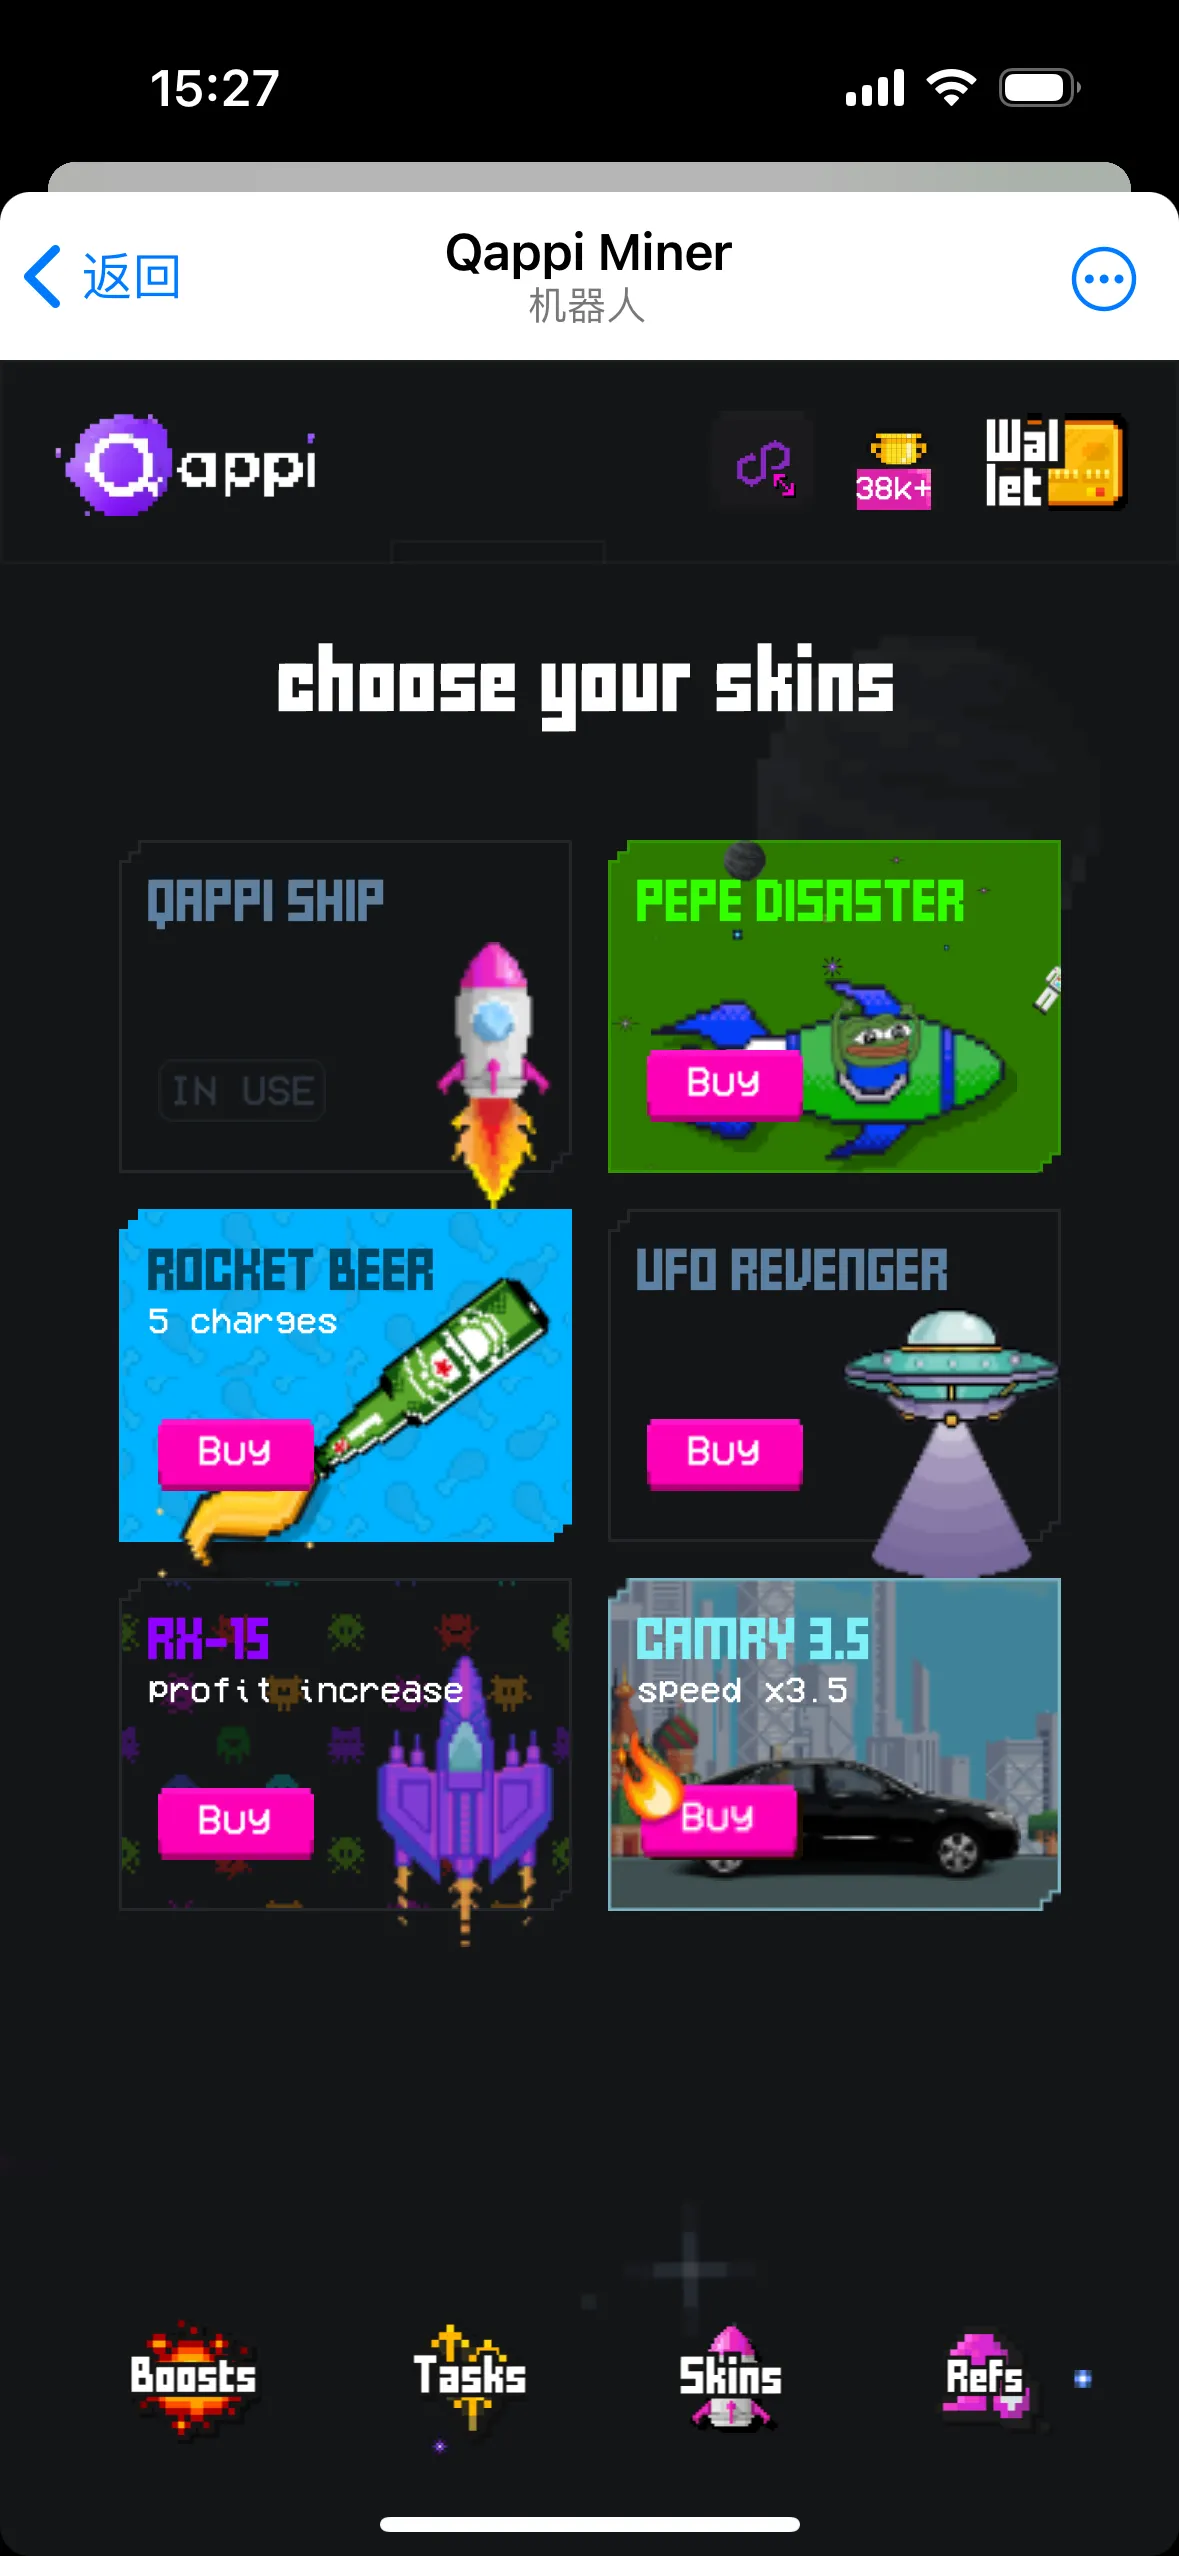 15:27
返回
Qappi Miner
机器人
Qappi
38k+
Wal
let
choose your skins
QAPPI SHIP
IN USE
PEPE DISASTER
Buy
ROCKET BEER
5 charges
Buy
UFO REVENGER
Buy
RX-15
profit increase
Buy
CAMRY 3.5
speed x3.5
Buy
Boosts
Tasks
Skins
Refs